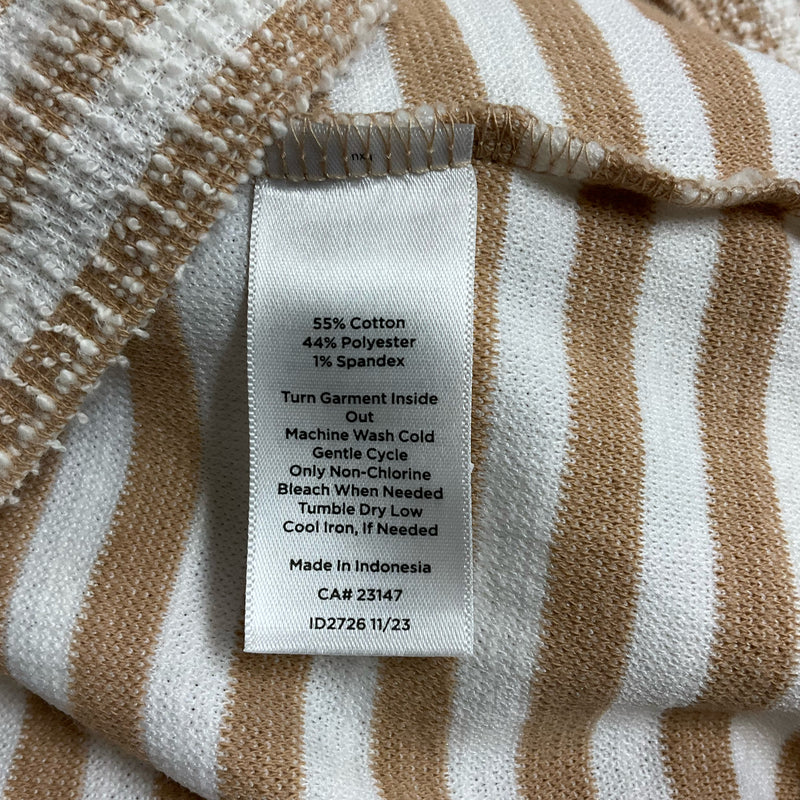 55% Cotton
44% Polyester
1% Spandex
Turn Garment Inside
Out
Machine Wash Cold
Gentle Cycle
Only Non-Chlorine
Bleach When Needed
Tumble Dry Low
Cool Iron, If Needed
Made In Indonesia
CA# 23147
ID2726 11/23